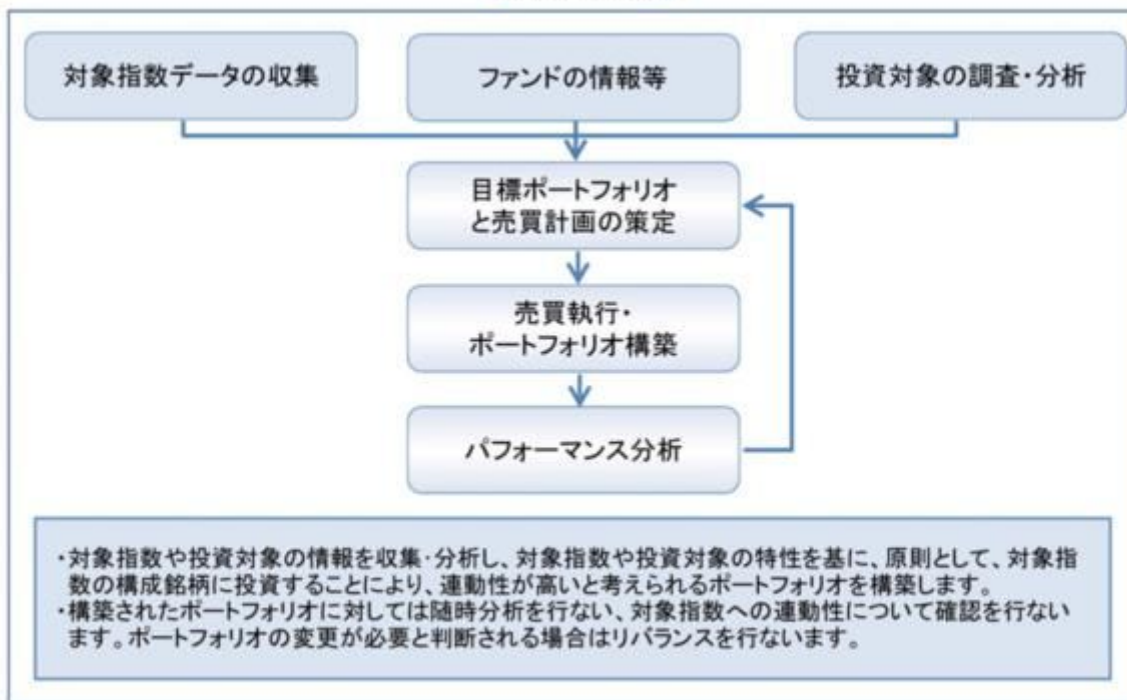 対象指数データの収集
ファンドの情報等
投資対象の調査・分析
目標ポートフォリオ
と売買計画の策定
売買執行・
ポートフォリオ構築
パフォーマンス分析
・対象指数や投資対象の情報を収集・分析し、対象指数や投資対象の特性を基に、原則として、対象指
数の構成銘柄に投資することにより、連動性が高いと考えられるポートフォリオを構築します。
・構築されたポートフォリオに対しては随時分析を行ない、対象指数への連動性について確認を行ない
ます。ポートフォリオの変更が必要と判断される場合はリバランスを行ないます。